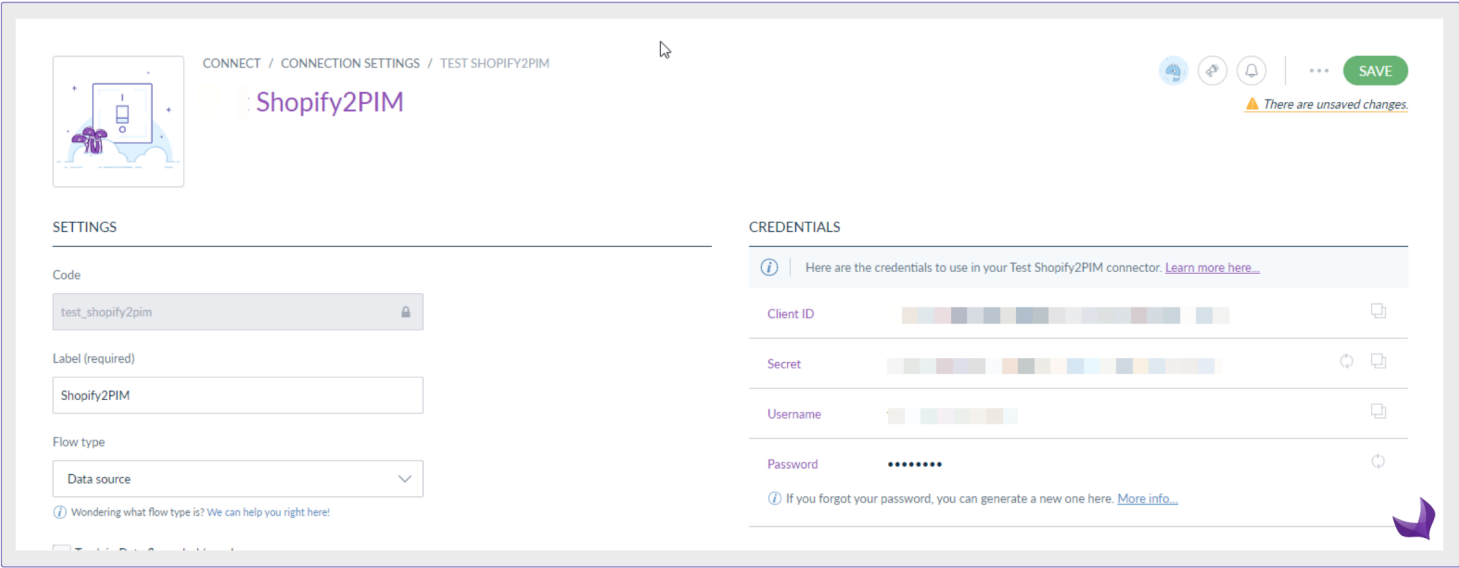 CONNECT / CONNECTION SETTINGS / TEST SHOPIFY2PIM
Shopify2PIM
SAVE
There are unsaved changes.
SETTINGS
Code
test_shopify2pim
Label (required)
Shopify2PIM
Flow type
Data source
Wondering what flow type is? We can help you right here!
CREDENTIALS
Here are the credentials to use in your Test Shopify2PIM connector. Learn more here...
Client ID
Secret
Username
Password ••••••••
If you forgot your password, you can generate a new one here. More info...